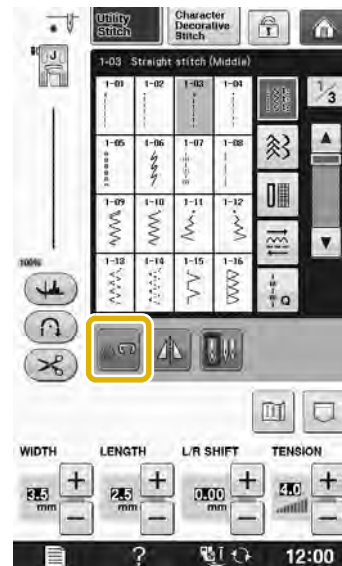 Utility Stitch
Character Decorative Stitch
J
1-03 Straight stitch (Middle)
1-01 1-02 1-03 1-04
1/3
1-05 1-06 1-07 1-08
1-09 1-10 1-11 1-12
1-13 1-14 1-15 1-16
Q
100%
WIDTH LENGTH L/R SHIFT TENSION
3.5 mm + − 2.5 mm + − 0.00 mm + − 4.0 + −
? 12:00